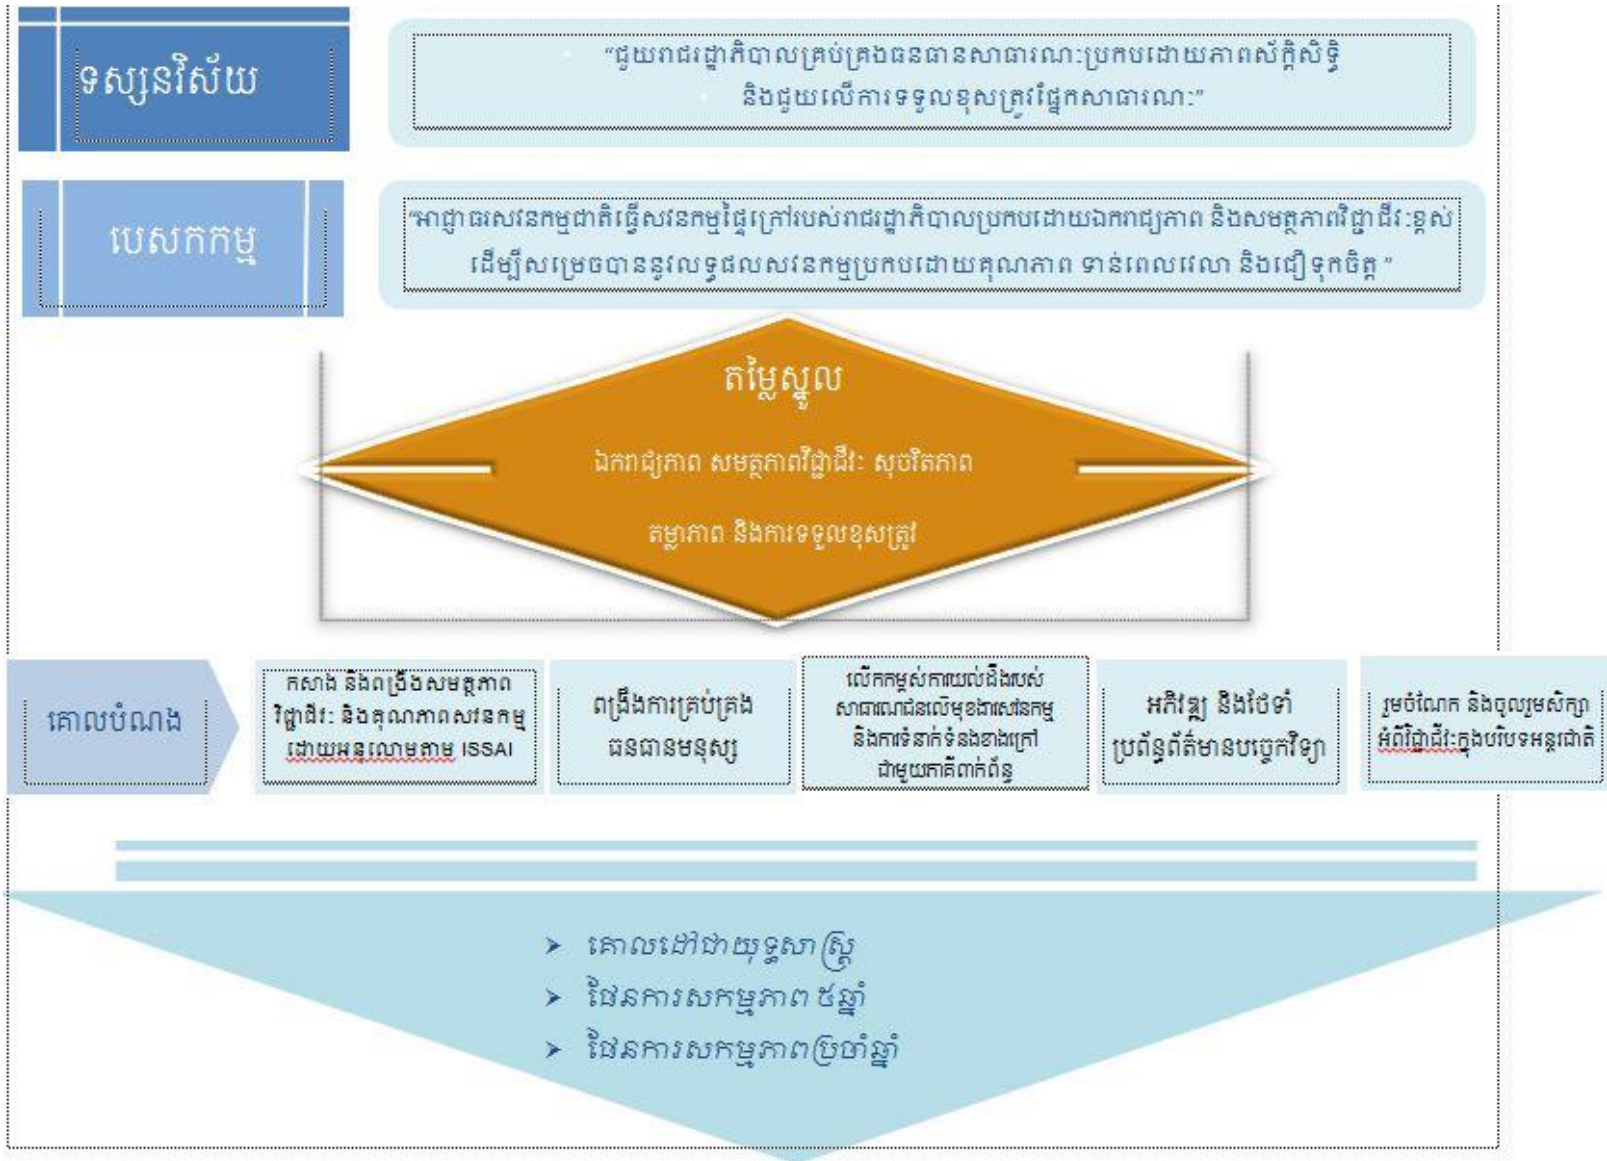 ទស្សនវិស័យ
“ជួយរាជរដ្ឋាភិបាលគ្រប់គ្រងធនធានសាធារណៈប្រកបដោយភាពស័ក្តិសិទ្ធិ
និងជួយលើការទទួលខុសត្រូវផ្នែកសាធារណៈ”
បេសកកម្ម
“អាជ្ញាធរសវនកម្មជាតិធ្វើសវនកម្មផ្ទៃក្រៅរបស់រាជរដ្ឋាភិបាលប្រកបដោយឯករាជ្យភាព និងសមត្ថភាពវិជ្ជាជីវៈខ្ពស់
ដើម្បីសម្រេចបាននូវលទ្ធផលសវនកម្មប្រកបដោយគុណភាព ទាន់ពេលវេលា និងជឿទុកចិត្ត ”
តម្លៃស្នូល
ឯករាជ្យភាព សមត្ថភាពវិជ្ជាជីវៈ សុចរិតភាព
តម្លាភាព និងការទទួលខុសត្រូវ
គោលបំណង
កសាង និងពង្រឹងសមត្ថភាព
វិជ្ជាជីវៈ និងគុណភាពសវនកម្ម
ដោយអនុលោមតាម ISSAI
ពង្រឹងការគ្រប់គ្រង
ធនធានមនុស្ស
លើកកម្ពស់ការយល់ដឹងរបស់
សាធារណជនលើមុខងារសវនកម្ម
និងការទំនាក់ទំនងខាងក្រៅ
ជាមួយភាគីពាក់ព័ន្ធ
អភិវឌ្ឍ និងថែទាំ
ប្រព័ន្ធព័ត៌មានបច្ចេកវិទ្យា
រួមចំណែក និងចូលរួមសិក្សា
អំពីវិជ្ជាជីវៈក្នុងបរិបទអន្តរជាតិ
➢ គោលដៅជាយុទ្ធសាស្ត្រ
➢ ផែនការសកម្មភាព ៥ឆ្នាំ
➢ ផែនការសកម្មភាពប្រចាំឆ្នាំ